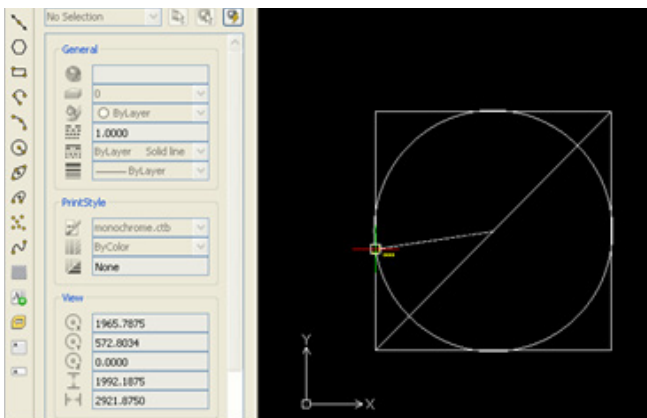 No Selection
General
0
ByLayer
1.0000
ByLayer Solid line
ByLayer
PrintStyle
monochrome.ctb
ByColor
None
View
1965.7875
572.8034
0.0000
1992.1875
2921.8750
Y
X